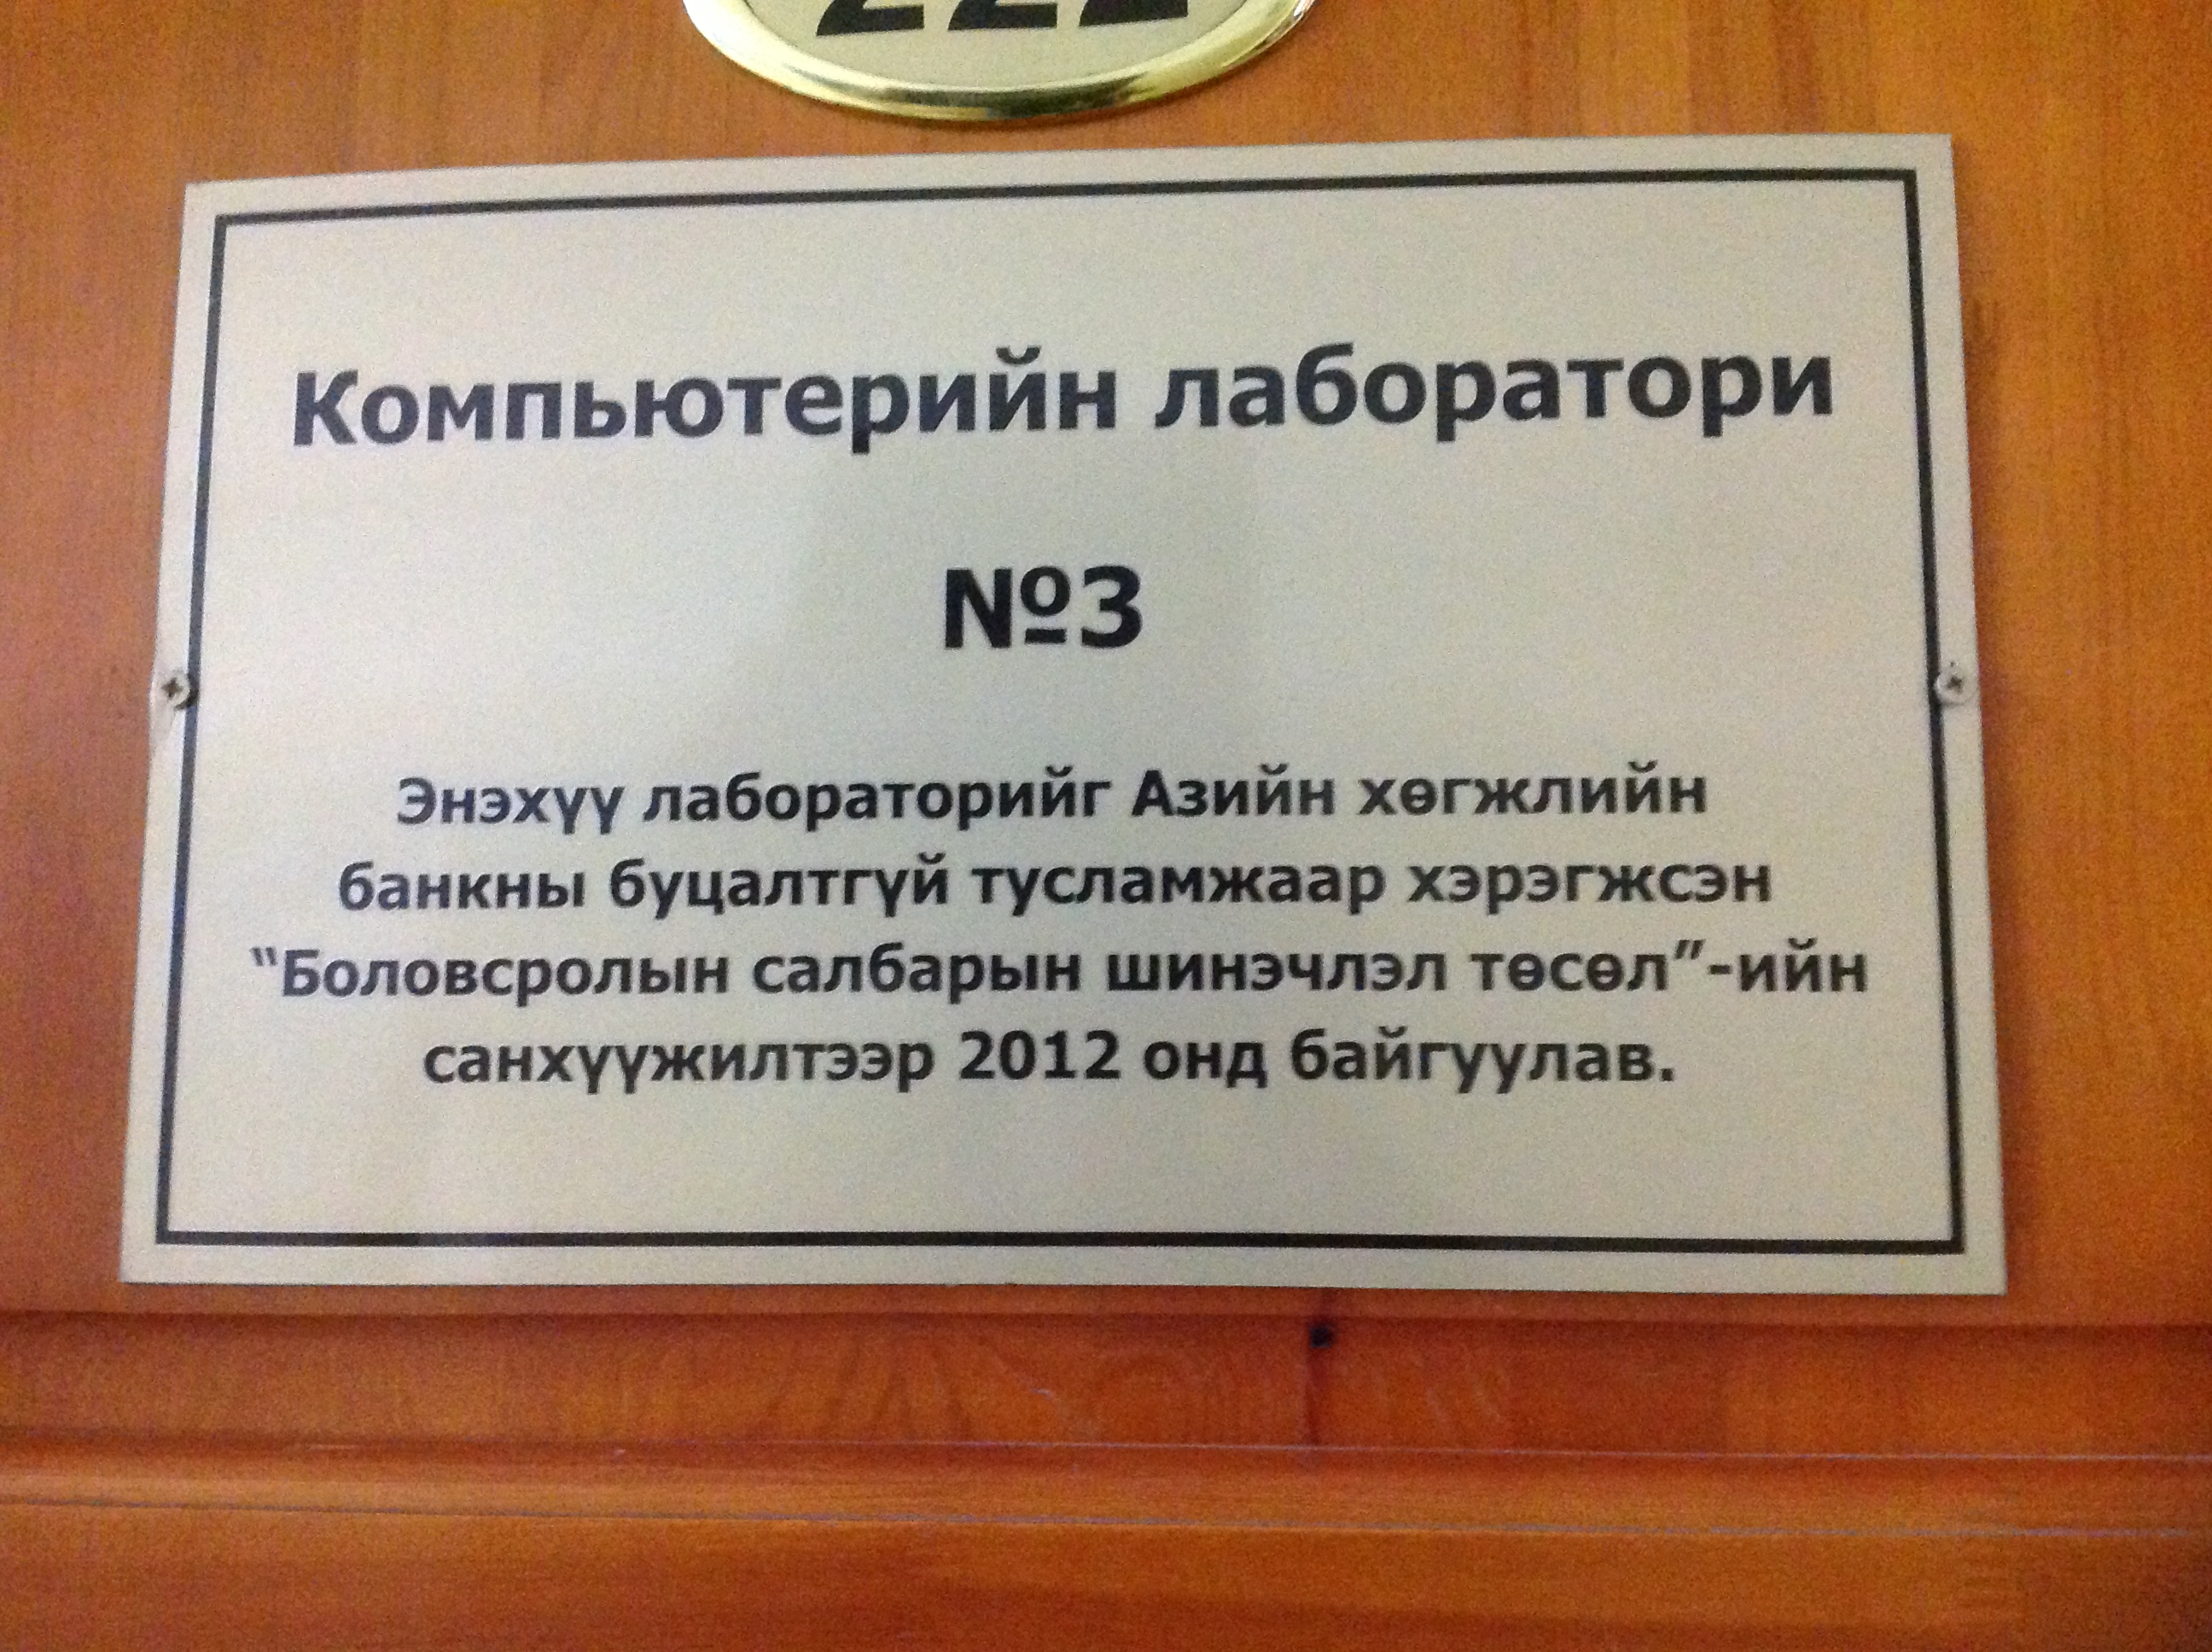 Компьютерийн лаборатори
№3
Энэхүү лабораторийг Азийн хөгжлийн
банкны буцалтгүй тусламжаар хэрэгжсэн
“Боловсролын салбарын шинэчлэл төсөл”-ийн
санхүүжилтээр 2012 онд байгуулав.